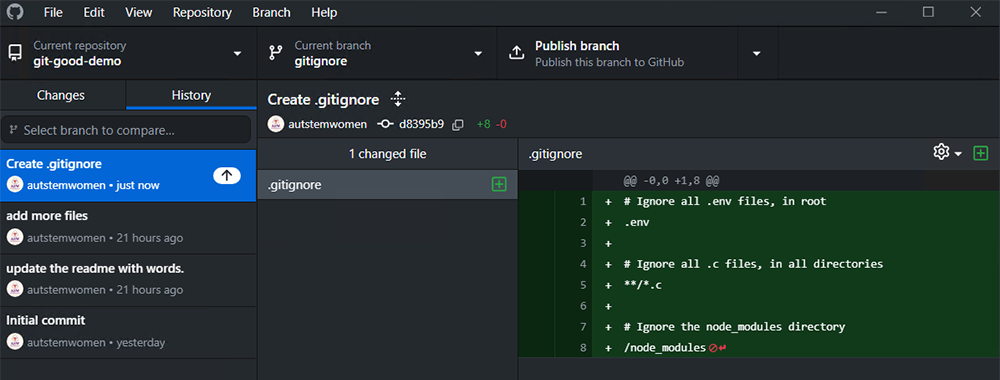 File Edit View Repository Branch Help
Current repository
git-good-demo
Current branch
gitignore
Publish branch
Publish this branch to GitHub
Changes History
Select branch to compare...
Create .gitignore
autstemwomen • just now
add more files
autstemwomen • 21 hours ago
update the readme with words.
autstemwomen • 21 hours ago
Initial commit
autstemwomen • yesterday
Create .gitignore
autstemwomen d8395b9 +8 -0
1 changed file
.gitignore
.gitignore
@@ -0,0 +1,8 @@
1 + # Ignore all .env files, in root
2 + .env
3 +
4 + # Ignore all .c files, in all directories
5 + **/*.c
6 +
7 + # Ignore the node_modules directory
8 + /node_modules